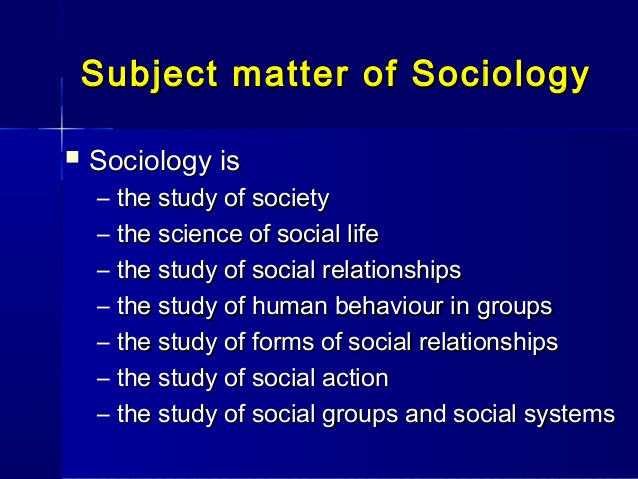 Subject matter of Sociology
Sociology is
– the study of society
– the science of social life
– the study of social relationships
– the study of human behaviour in groups
– the study of forms of social relationships
– the study of social action
– the study of social groups and social systems